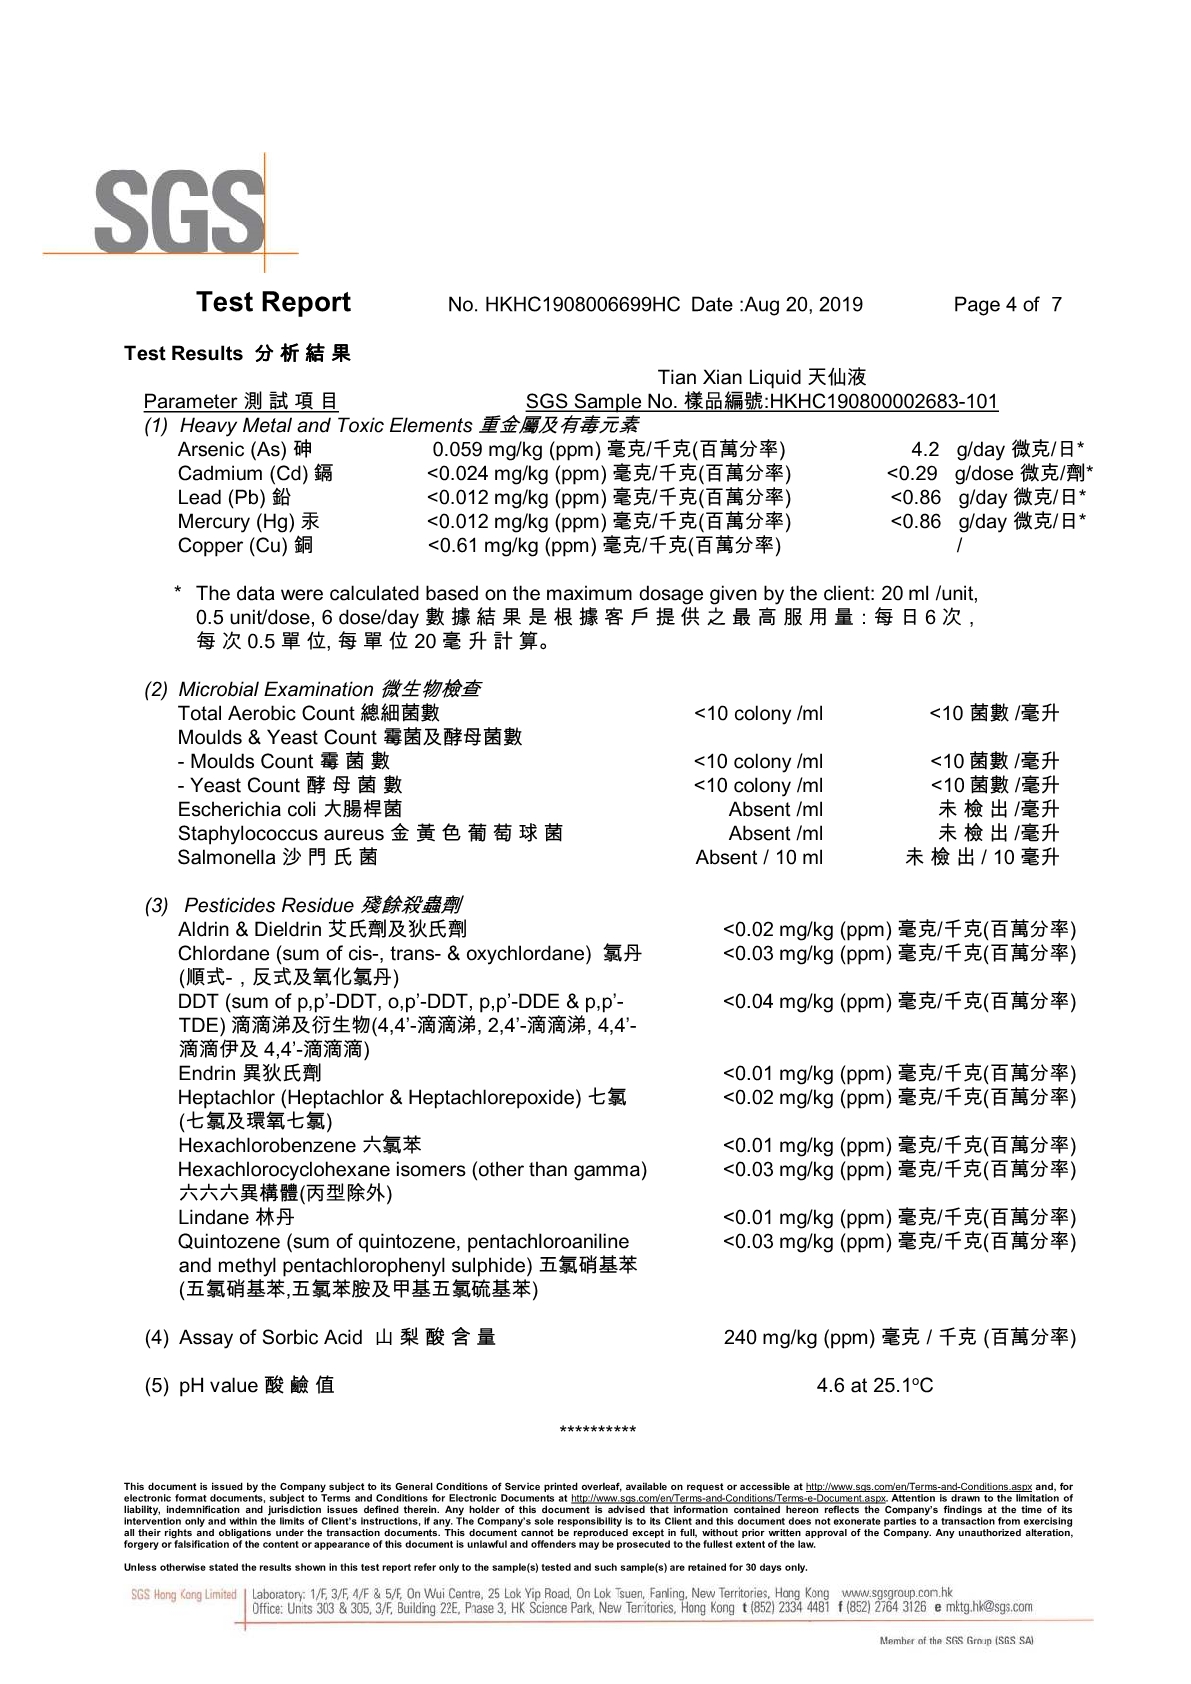 SGS
Test Report No. HKHC1908006699HC Date :Aug 20, 2019 Page 4 of 7
Test Results 分析結果
Tian Xian Liquid 天仙液
Parameter 測試項目 SGS Sample No. 樣品編號:HKHC190800002683-101
(1) Heavy Metal and Toxic Elements 重金屬及有毒元素
Arsenic (As) 砷 0.059 mg/kg (ppm) 毫克/千克(百萬分率) 4.2 g/day 微克/日*
Cadmium (Cd) 鎘 <0.024 mg/kg (ppm) 毫克/千克(百萬分率) <0.29 g/dose 微克/劑*
Lead (Pb) 鉛 <0.012 mg/kg (ppm) 毫克/千克(百萬分率) <0.86 g/day 微克/日*
Mercury (Hg) 汞 <0.012 mg/kg (ppm) 毫克/千克(百萬分率) <0.86 g/day 微克/日*
Copper (Cu) 銅 <0.61 mg/kg (ppm) 毫克/千克(百萬分率) /
* The data were calculated based on the maximum dosage given by the client: 20 ml /unit,
0.5 unit/dose, 6 dose/day 數據結果是根據客戶提供之最高服用量:每日6次,
每次0.5單位,每單位20毫升計算。
(2) Microbial Examination 微生物檢查
Total Aerobic Count 總細菌數 <10 colony /ml <10 菌數 /毫升
Moulds & Yeast Count 霉菌及酵母菌數
- Moulds Count 霉菌數 <10 colony /ml <10 菌數 /毫升
- Yeast Count 酵母菌數 <10 colony /ml <10 菌數 /毫升
Escherichia coli 大腸桿菌 Absent /ml 未檢出 /毫升
Staphylococcus aureus 金黃色葡萄球菌 Absent /ml 未檢出 /毫升
Salmonella 沙門氏菌 Absent / 10 ml 未檢出 / 10 毫升
(3) Pesticides Residue 殘餘殺蟲劑
Aldrin & Dieldrin 艾氏劑及狄氏劑 <0.02 mg/kg (ppm) 毫克/千克(百萬分率)
Chlordane (sum of cis-, trans- & oxychlordane) 氯丹 <0.03 mg/kg (ppm) 毫克/千克(百萬分率)
(順式-,反式及氧化氯丹)
DDT (sum of p,p’-DDT, o,p’-DDT, p,p’-DDE & p,p’- <0.04 mg/kg (ppm) 毫克/千克(百萬分率)
TDE) 滴滴涕及衍生物(4,4’-滴滴涕, 2,4’-滴滴涕, 4,4’-
滴滴伊及 4,4’-滴滴滴)
Endrin 異狄氏劑 <0.01 mg/kg (ppm) 毫克/千克(百萬分率)
Heptachlor (Heptachlor & Heptachlorepoxide) 七氯 <0.02 mg/kg (ppm) 毫克/千克(百萬分率)
(七氯及環氧七氯)
Hexachlorobenzene 六氯苯 <0.01 mg/kg (ppm) 毫克/千克(百萬分率)
Hexachlorocyclohexane isomers (other than gamma) <0.03 mg/kg (ppm) 毫克/千克(百萬分率)
六六六異構體(丙型除外)
Lindane 林丹 <0.01 mg/kg (ppm) 毫克/千克(百萬分率)
Quintozene (sum of quintozene, pentachloroaniline <0.03 mg/kg (ppm) 毫克/千克(百萬分率)
and methyl pentachlorophenyl sulphide) 五氯硝基苯
(五氯硝基苯,五氯苯胺及甲基五氯硫基苯)
(4) Assay of Sorbic Acid 山梨酸含量 240 mg/kg (ppm) 毫克 / 千克 (百萬分率)
(5) pH value 酸鹼值 4.6 at 25.1ºC
**********
This document is issued by the Company subject to its General Conditions of Service printed overleaf, available on request or accessible at http://www.sgs.com/en/Terms-and-Conditions.aspx and, for
electronic format documents, subject to Terms and Conditions for Electronic Documents at http://www.sgs.com/en/Terms-and-Conditions/Terms-e-Document.aspx. Attention is drawn to the limitation of
liability, indemnification and jurisdiction issues defined therein. Any holder of this document is advised that information contained hereon reflects the Company's findings at the time of its
intervention only and within the limits of Client's instructions, if any. The Company's sole responsibility is to its Client and this document does not exonerate parties to a transaction from exercising
all their rights and obligations under the transaction documents. This document cannot be reproduced except in full, without prior written approval of the Company. Any unauthorized alteration,
forgery or falsification of the content or appearance of this document is unlawful and offenders may be prosecuted to the fullest extent of the law.
Unless otherwise stated the results shown in this test report refer only to the sample(s) tested and such sample(s) are retained for 30 days only.
SGS Hong Kong Limited Laboratory: 1/F, 3/F, 4/F & 5/F, On Wui Centre, 25 Lok Yip Road, On Lok Tsuen, Fanling, New Territories, Hong Kong www.sgsgroup.com.hk
Office: Units 303 & 305, 3/F, Building 22E, Phase 3, HK Science Park, New Territories, Hong Kong t (852) 2334 4481 f (852) 2764 3126 e mktg.hk@sgs.com
Member of the SGS Group (SGS SA)